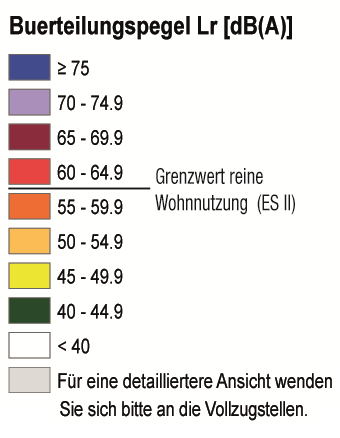 Buerteilungspegel Lr [dB(A)]
≥ 75
70 - 74.9
65 - 69.9
60 - 64.9
Grenzwert reine
Wohnnutzung (ES II)
55 - 59.9
50 - 54.9
45 - 49.9
40 - 44.9
< 40
Für eine detailliertere Ansicht wenden
Sie sich bitte an die Vollzugstellen.